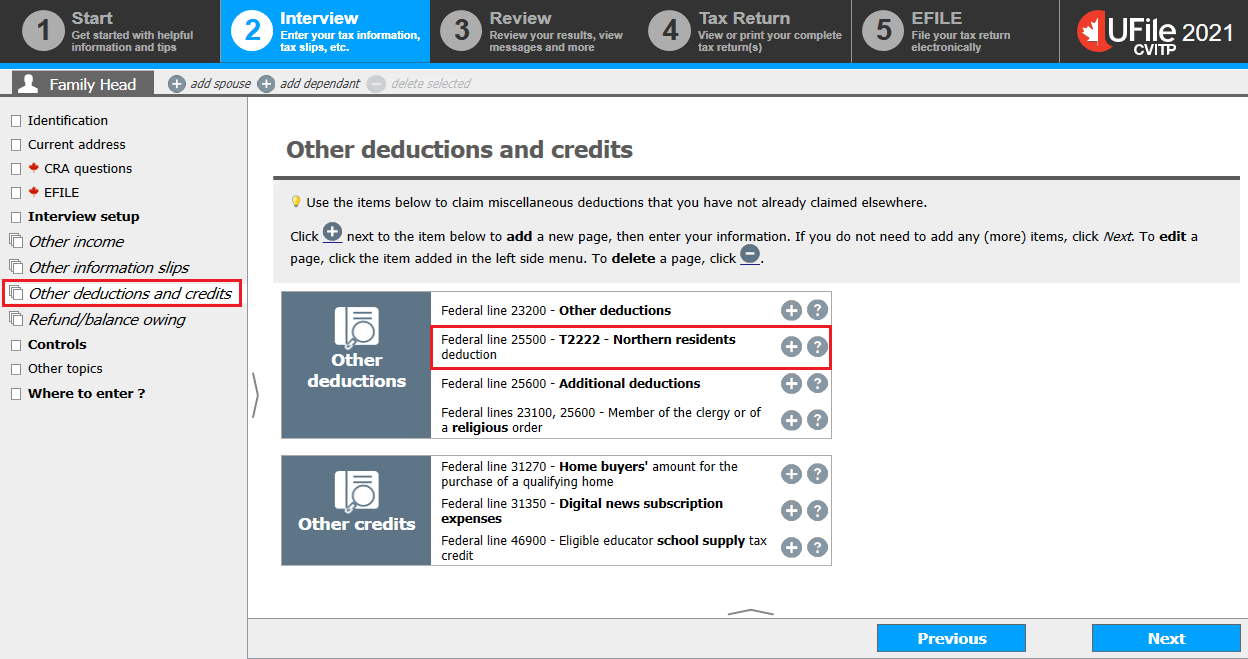 1
Start
Get started with helpful
information and tips
2
Interview
Enter your tax information,
tax slips, etc.
3
Review
Review your results, view
messages and more
4
Tax Return
View or print your complete
tax return(s)
5
EFILE
File your tax return
electronically
UFile 2021
CVITP
Family Head
add spouse
add dependant
delete selected
Identification
Current address
CRA questions
EFILE
Interview setup
Other income
Other information slips
Other deductions and credits
Refund/balance owing
Controls
Other topics
Where to enter ?
Other deductions and credits
Use the items below to claim miscellaneous deductions that you have not already claimed elsewhere.
Click + next to the item below to add a new page, then enter your information. If you do not need to add any (more) items, click Next. To edit a
page, click the item added in the left side menu. To delete a page, click −.
Other
deductions
Federal line 23200 - Other deductions
Federal line 25500 - T2222 - Northern residents
deduction
Federal line 25600 - Additional deductions
Federal lines 23100, 25600 - Member of the clergy or of
a religious order
Other credits
Federal line 31270 - Home buyers' amount for the
purchase of a qualifying home
Federal line 31350 - Digital news subscription
expenses
Federal line 46900 - Eligible educator school supply tax
credit
Previous
Next